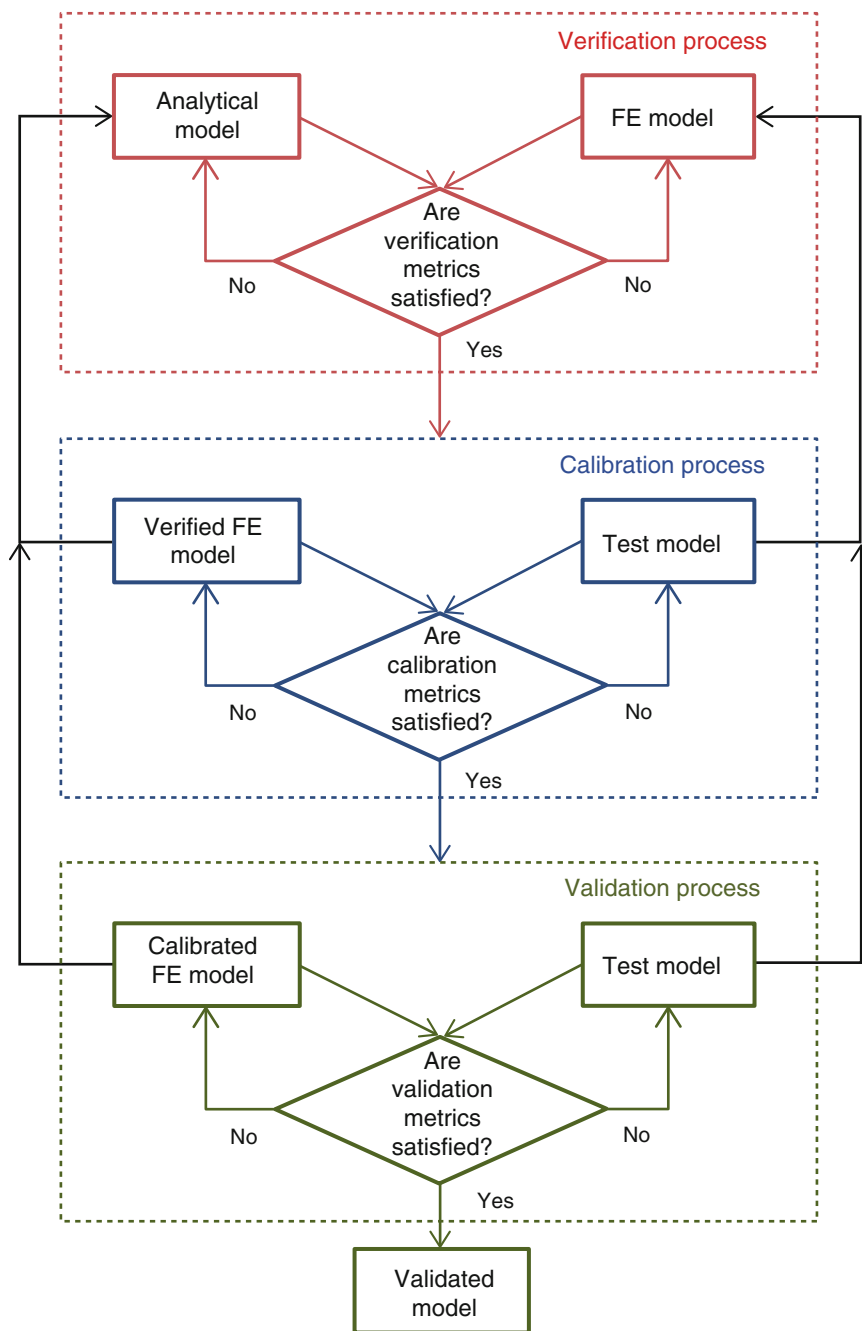 Verification process
Analytical
model
FE model
Are
verification
metrics
satisfied?
No
No
Yes
Calibration process
Verified FE
model
Test model
Are
calibration
metrics
satisfied?
No
No
Yes
Validation process
Calibrated
FE model
Test model
Are
validation
metrics
satisfied?
No
No
Yes
Validated
model